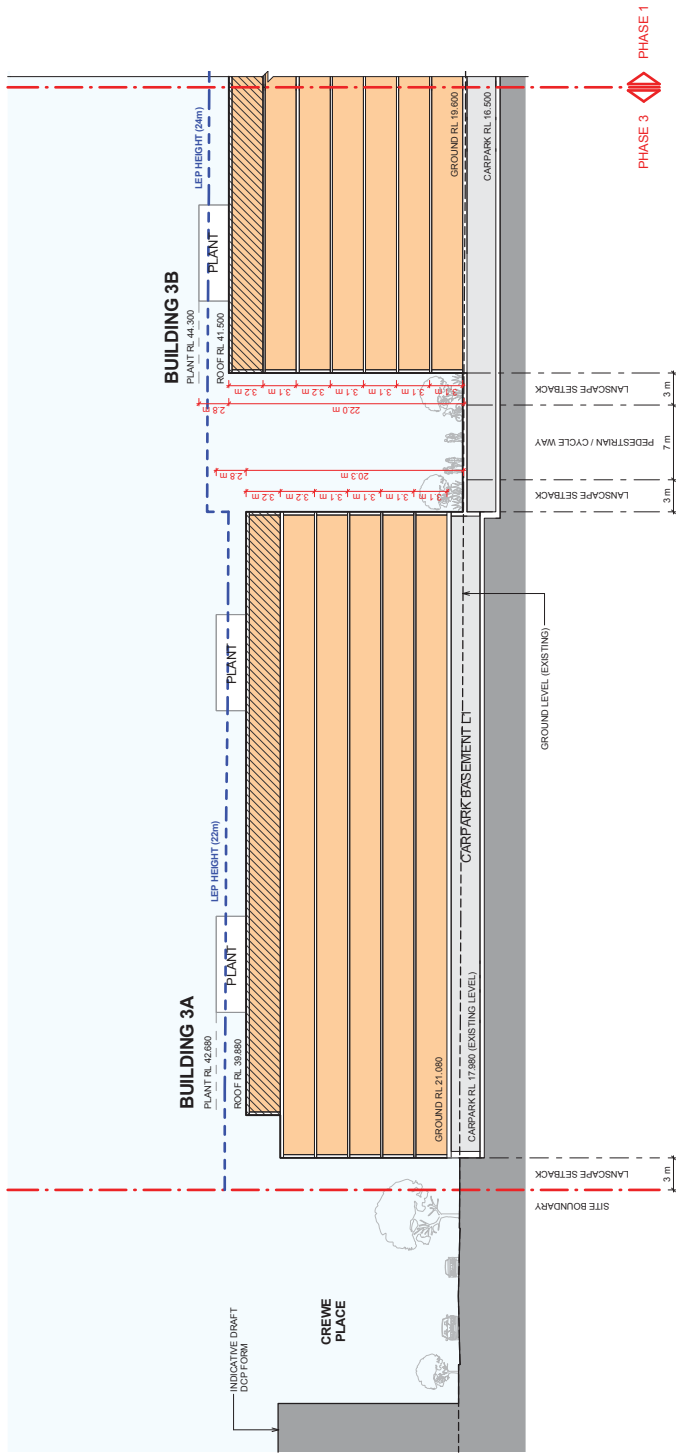 BUILDING 3A
PLANT RL 42.680
ROOF RL 39.880
LEP HEIGHT (22m)
PLANT
PLANT
BUILDING 3B
PLANT RL 44.300
ROOF RL 41.500
LEP HEIGHT (24m)
PLANT
INDICATIVE DRAFT
DCP FORM
CREWE
PLACE
2.8 m
20.3 m
3.2 m
3.2 m
3.1 m
3.1 m
3.1 m
3.1 m
2.8 m
22.0 m
3.2 m
3.1 m
3.2 m
3.1 m
3.1 m
3.1 m
GROUND RL 21.080
CARPARK RL 17.980 (EXISTING LEVEL)
CARPARK BASEMENT L1
GROUND RL 19.600
CARPARK RL 16.500
GROUND LEVEL (EXISTING)
SITE BOUNDARY
LANSCAPE SETBACK
3 m
LANSCAPE SETBACK
3 m
PEDESTRIAN / CYCLE WAY
7 m
LANSCAPE SETBACK
3 m
PHASE 3
PHASE 1